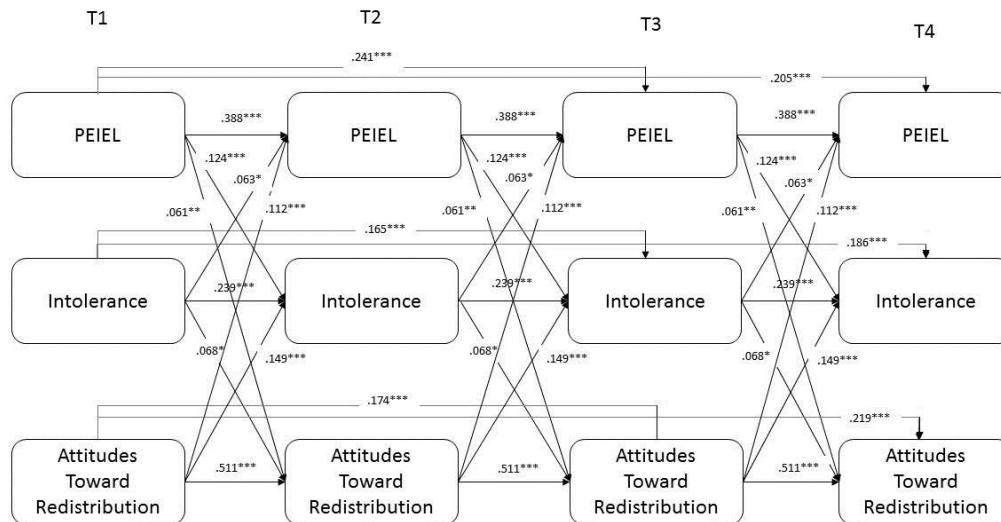 T1
T2
T3
T4
.241***
.205***
PEIEL
PEIEL
PEIEL
PEIEL
.388***
.388***
.388***
.124***
.124***
.124***
.063*
.063*
.063*
.061**
.112***
.061**
.112***
.061**
.112***
.165***
.186***
Intolerance
Intolerance
Intolerance
Intolerance
.239***
.239***
.239***
.068*
.149***
.068*
.149***
.068*
.149***
.174***
.219***
Attitudes
Toward
Redistribution
Attitudes
Toward
Redistribution
Attitudes
Toward
Redistribution
Attitudes
Toward
Redistribution
.511***
.511***
.511***